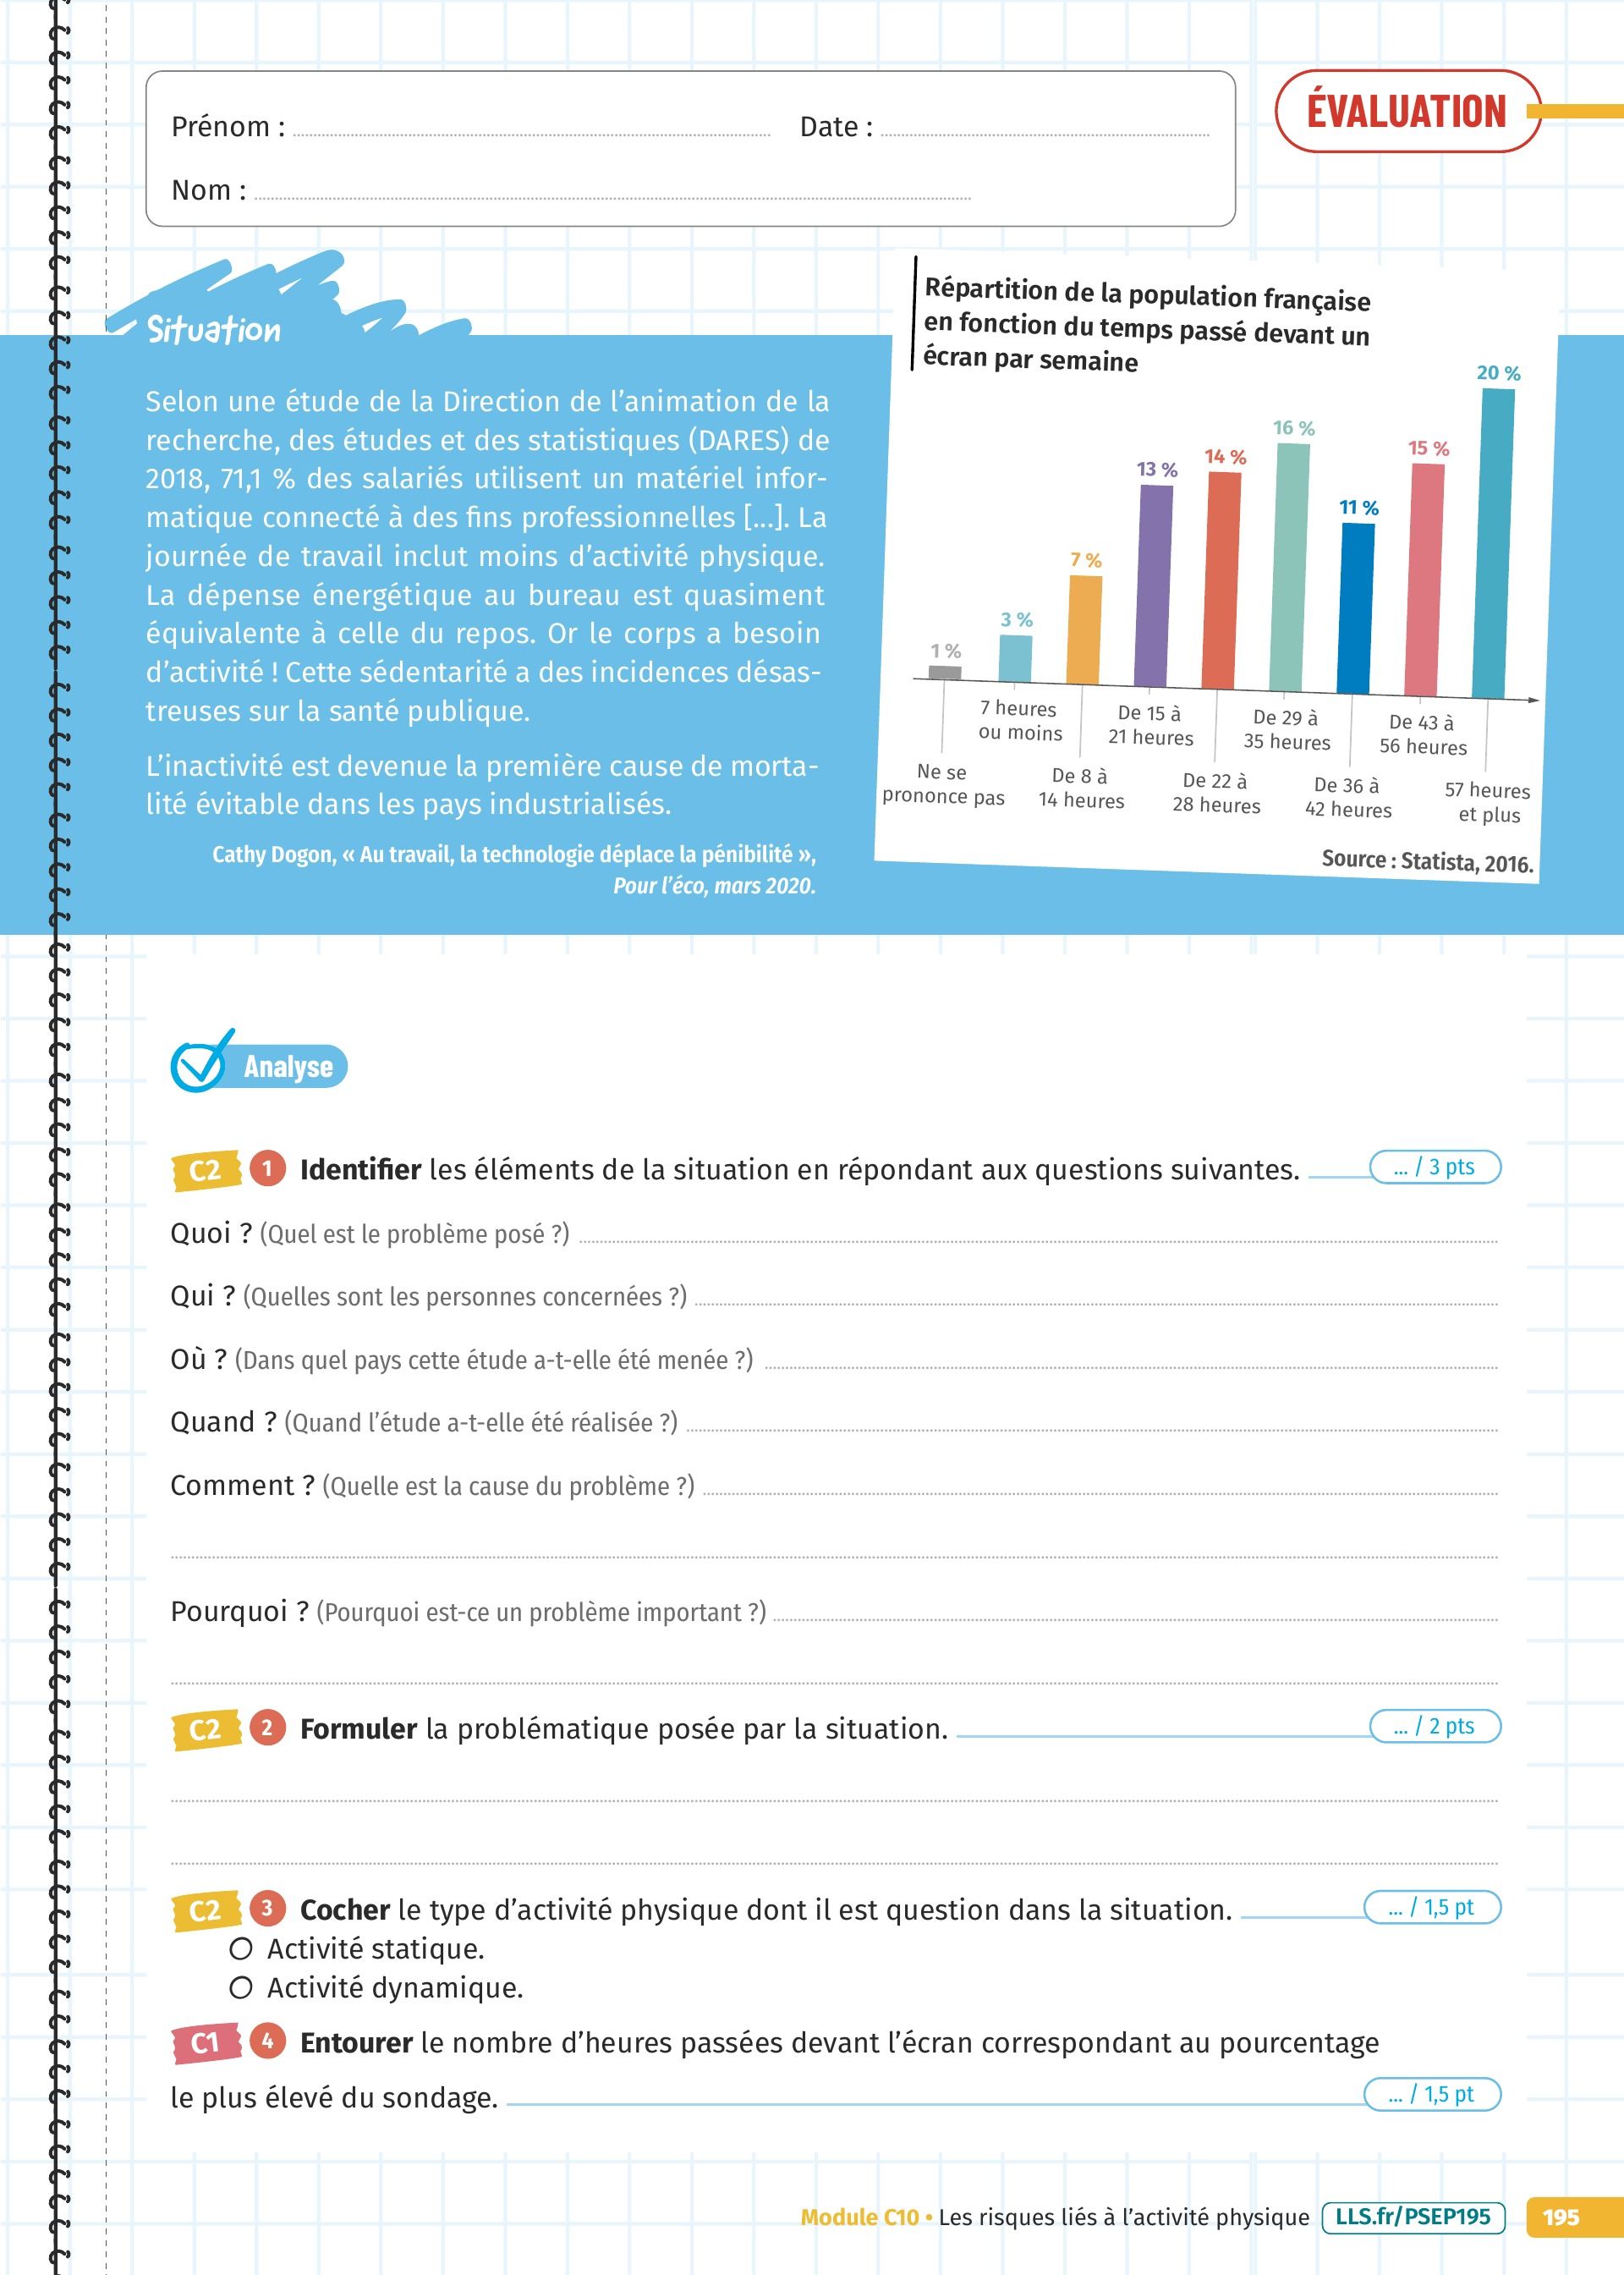 Prénom :
Date :
Nom :
ÉVALUATION
Situation
Selon une étude de la Direction de l'animation de la
recherche, des études et des statistiques (DARES) de
2018, 71,1 % des salariés utilisent un matériel infor-
matique connecté à des fins professionnelles [...]. La
journée de travail inclut moins d'activité physique.
La dépense énergétique au bureau est quasiment
équivalente à celle du repos. Or le corps a besoin
d'activité ! Cette sédentarité a des incidences désas-
treuses sur la santé publique.
L'inactivité est devenue la première cause de morta-
lité évitable dans les pays industrialisés.
Cathy Dogon, « Au travail, la technologie déplace la pénibilité »,
Pour l'éco, mars 2020.
Répartition de la population française
en fonction du temps passé devant un
écran par semaine
1 %
3 %
7 %
13 %
14 %
16 %
11 %
15 %
20 %
Ne se
prononce pas
7 heures
ou moins
De 8 à
14 heures
De 15 à
21 heures
De 22 à
28 heures
De 29 à
35 heures
De 36 à
42 heures
De 43 à
56 heures
57 heures
et plus
Source : Statista, 2016.
Analyse
C2 1 Identifier les éléments de la situation en répondant aux questions suivantes. ... / 3 pts
Quoi ? (Quel est le problème posé ?)
Qui ? (Quelles sont les personnes concernées ?)
Où ? (Dans quel pays cette étude a-t-elle été menée ?)
Quand ? (Quand l'étude a-t-elle été réalisée ?)
Comment ? (Quelle est la cause du problème ?)
Pourquoi ? (Pourquoi est-ce un problème important ?)
C2 2 Formuler la problématique posée par la situation. ... / 2 pts
C2 3 Cocher le type d'activité physique dont il est question dans la situation. ... / 1,5 pt
Activité statique.
Activité dynamique.
C1 4 Entourer le nombre d'heures passées devant l'écran correspondant au pourcentage
le plus élevé du sondage. ... / 1,5 pt
Module C10 • Les risques liés à l'activité physique LLS.fr/PSEP195 195